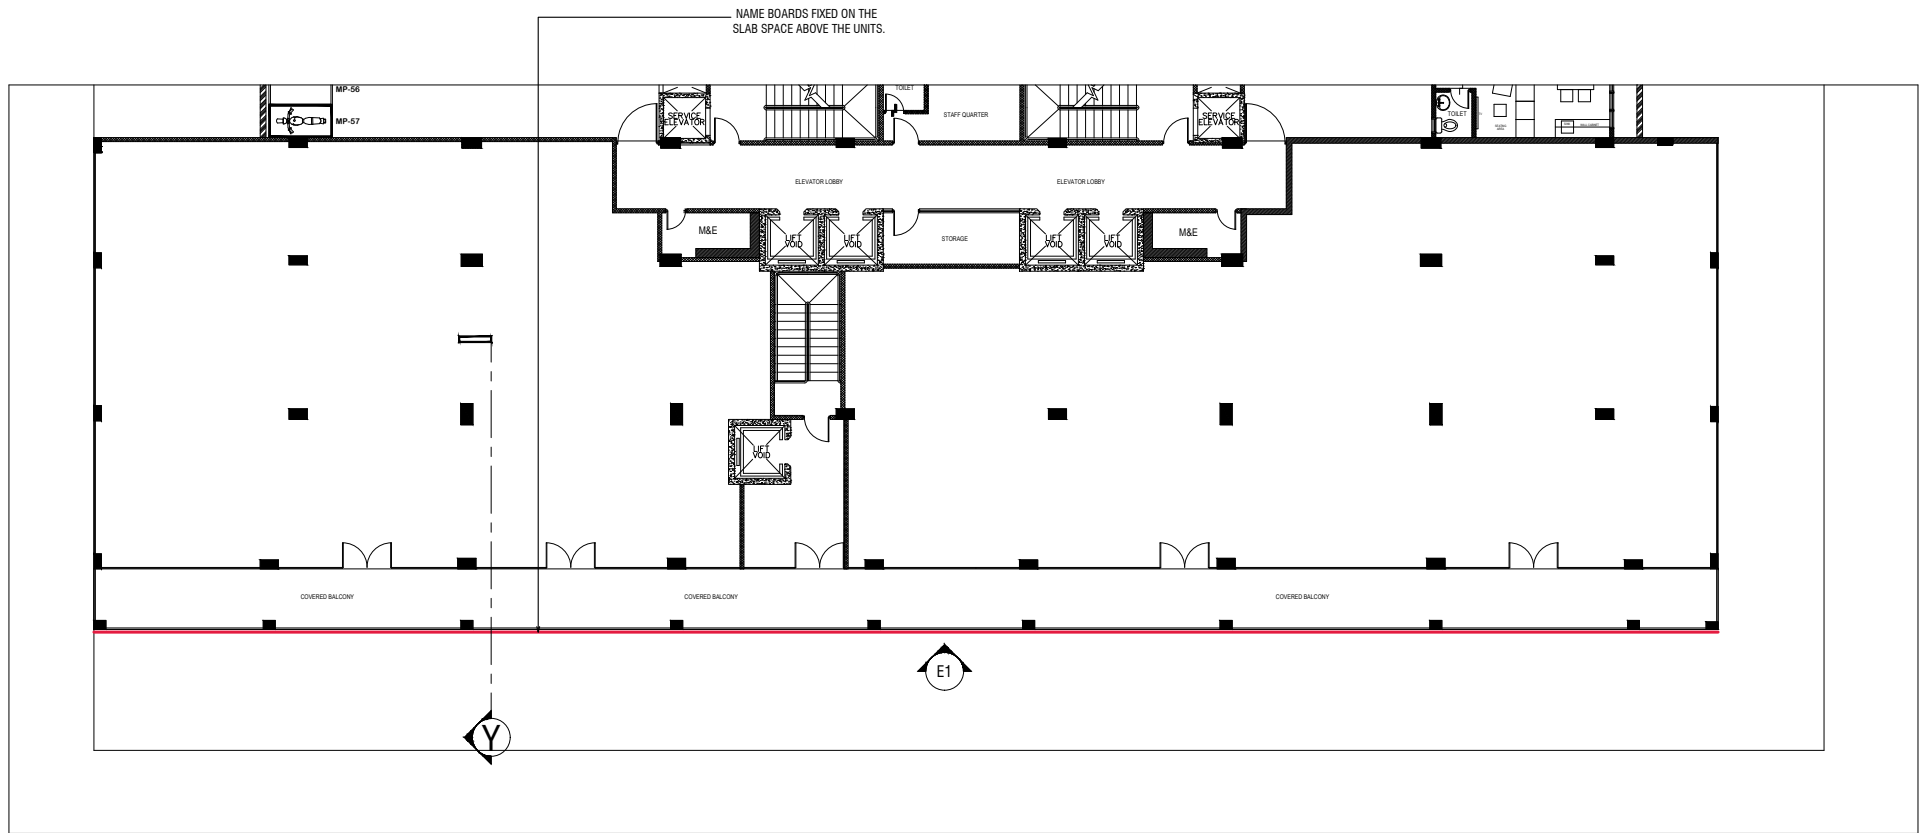 NAME BOARDS FIXED ON THE
SLAB SPACE ABOVE THE UNITS.
MP-56
MP-57
SERVICE
ELEVATOR
TOILET
STAFF QUARTER
SERVICE
ELEVATOR
TOILET
ELEVATOR LOBBY
ELEVATOR LOBBY
M&E
LIFT
VOID
LIFT
VOID
STORAGE
LIFT
VOID
LIFT
VOID
M&E
LIFT
VOID
COVERED BALCONY
COVERED BALCONY
COVERED BALCONY
E1
Y